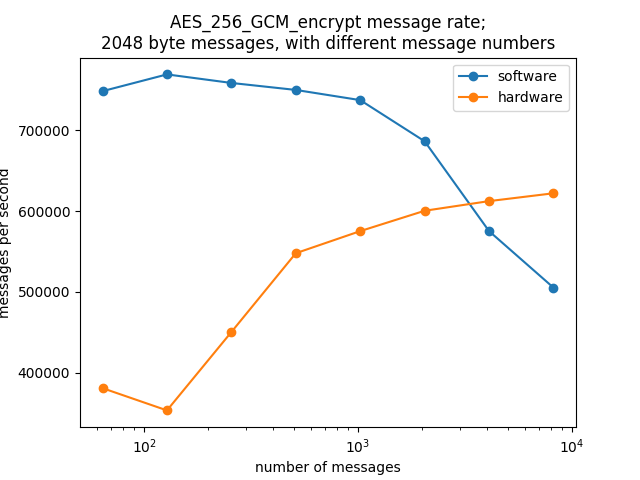 AES_256_GCM_encrypt message rate;
2048 byte messages, with different message numbers
software
hardware
700000
600000
500000
400000
messages per second
10²
10³
10⁴
number of messages